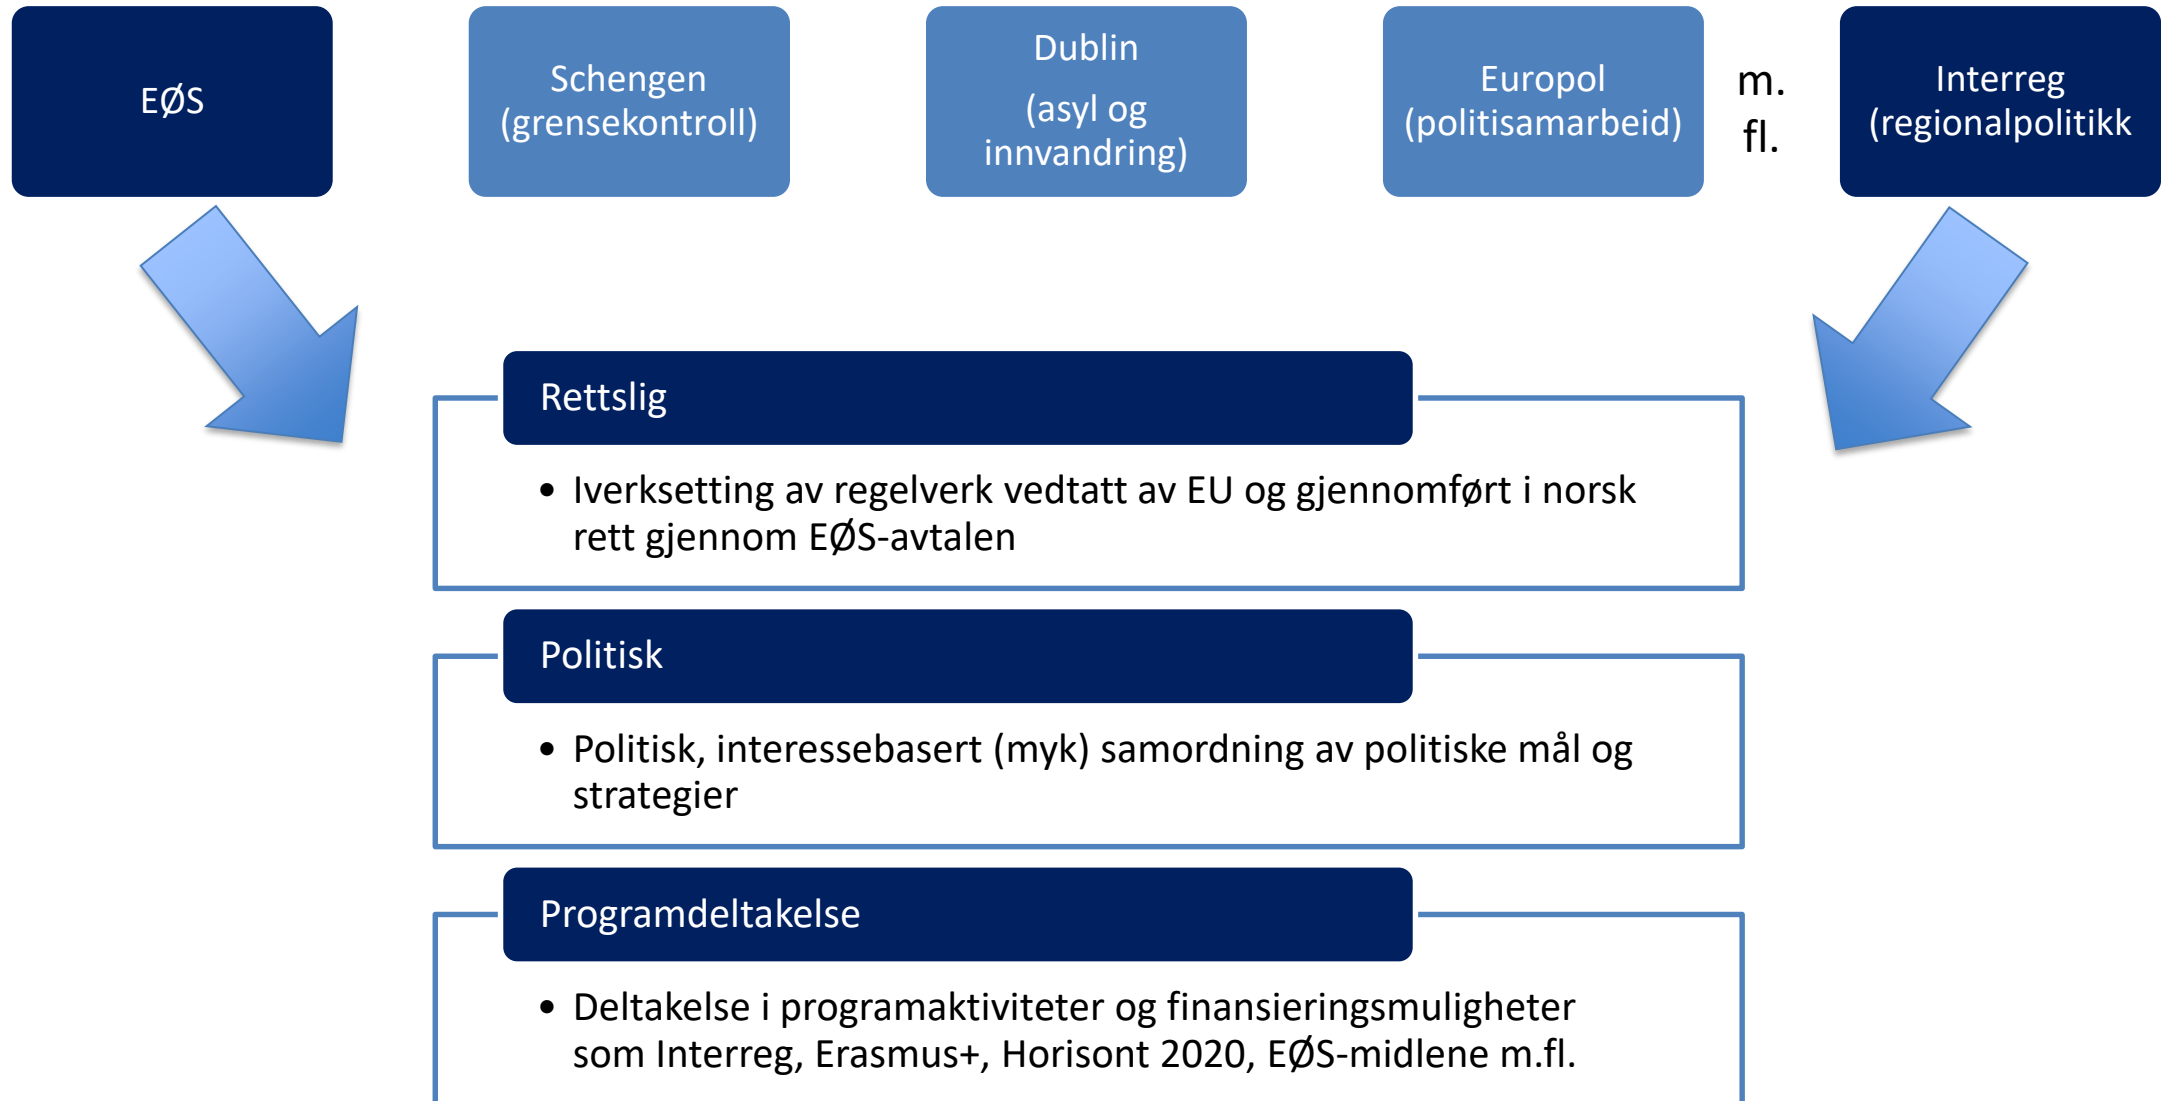 EØS
Schengen
(grensekontroll)
Dublin
(asyl og
innvandring)
Europol
(politisamarbeid)
m.
fl.
Interreg
(regionalpolitikk
Rettslig
• Iverksetting av regelverk vedtatt av EU og gjennomført i norsk
rett gjennom EØS-avtalen
Politisk
• Politisk, interessebasert (myk) samordning av politiske mål og
strategier
Programdeltakelse
• Deltakelse i programaktiviteter og finansieringsmuligheter
som Interreg, Erasmus+, Horisont 2020, EØS-midlene m.fl.